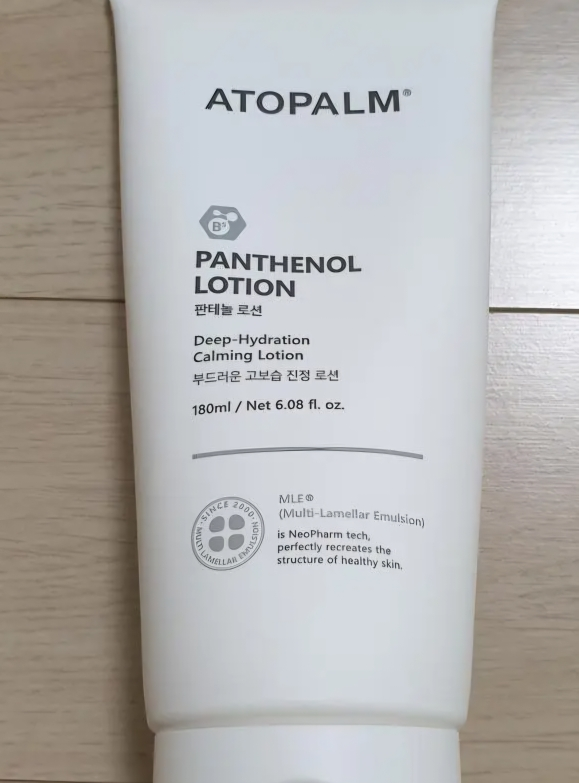 ATOPALM®
B5
PANTHENOL
LOTION
판테놀 로션
Deep-Hydration
Calming Lotion
부드러운 고보습 진정 로션
180ml / Net 6.08 fl. oz.
·SINCE 2000·
MULTI LAMELLAR EMULSION
MLE®
(Multi-Lamellar Emulsion)
is NeoPharm tech,
perfectly recreates the
structure of healthy skin.